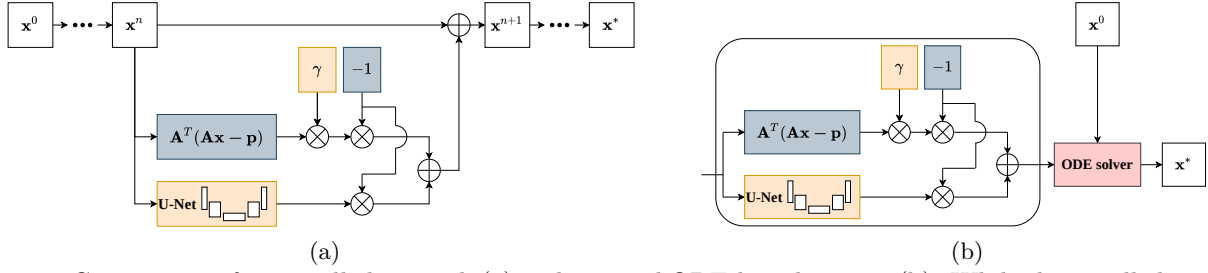 x⁰ ••• xⁿ xⁿ⁺¹ ••• x*
γ −1
Aᵀ(Ax − p)
U-Net
(a)
x⁰
γ −1
Aᵀ(Ax − p)
U-Net
ODE solver x*
(b)